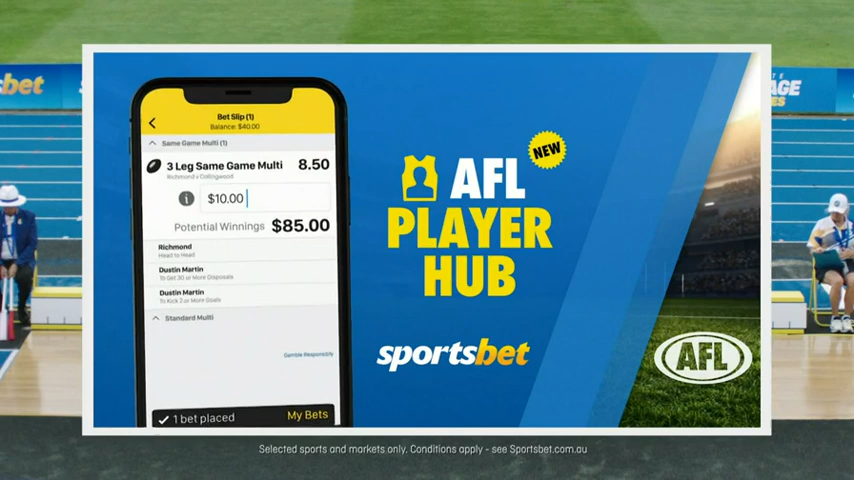 bet
AGE
ES
Bet Slip (1)
Balance: $40.00
Same Game Multi (1)
3 Leg Same Game Multi 8.50
Richmond v Collingwood
$10.00
Potential Winnings $85.00
Richmond
Head to Head
Dustin Martin
To Get 30 or More Disposals
Dustin Martin
To Kick 2 or More Goals
Standard Multi
Gamble Responsibly
1 bet placed My Bets
NEW
AFL
PLAYER
HUB
sportsbet
AFL
Selected sports and markets only. Conditions apply - see Sportsbet.com.au